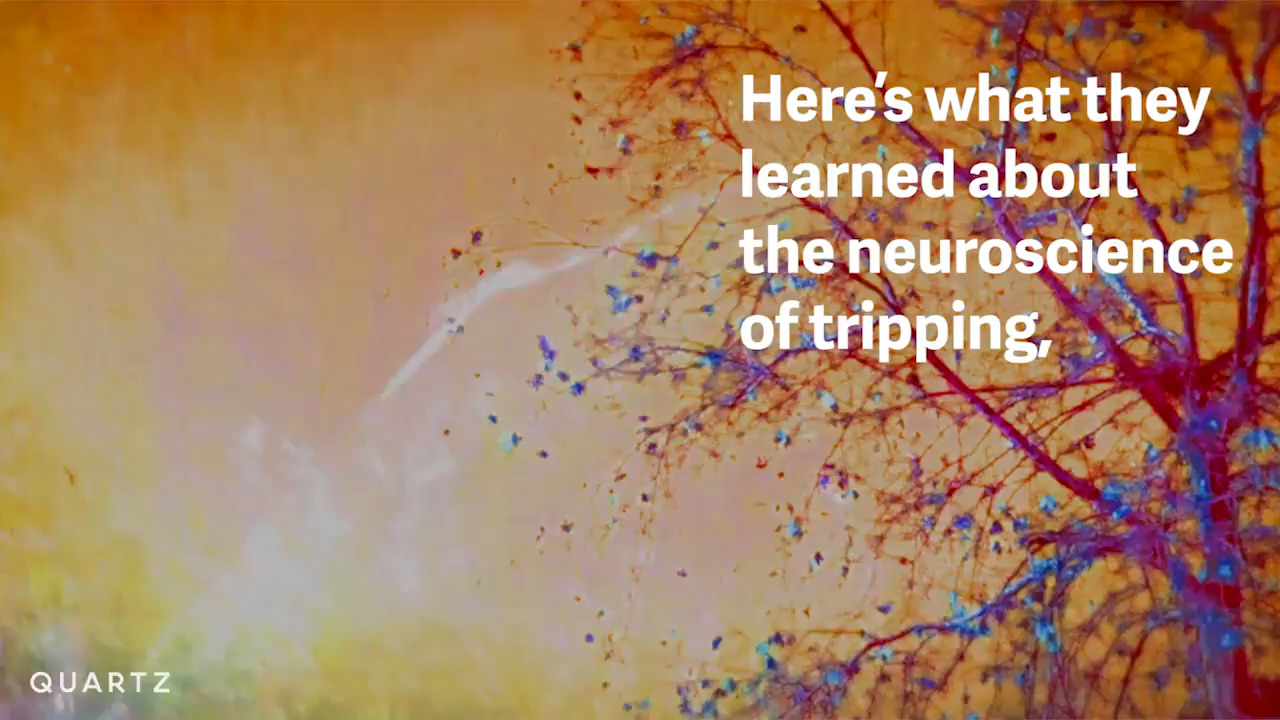 Here's what they
learned about
the neuroscience
of tripping,
QUARTZ